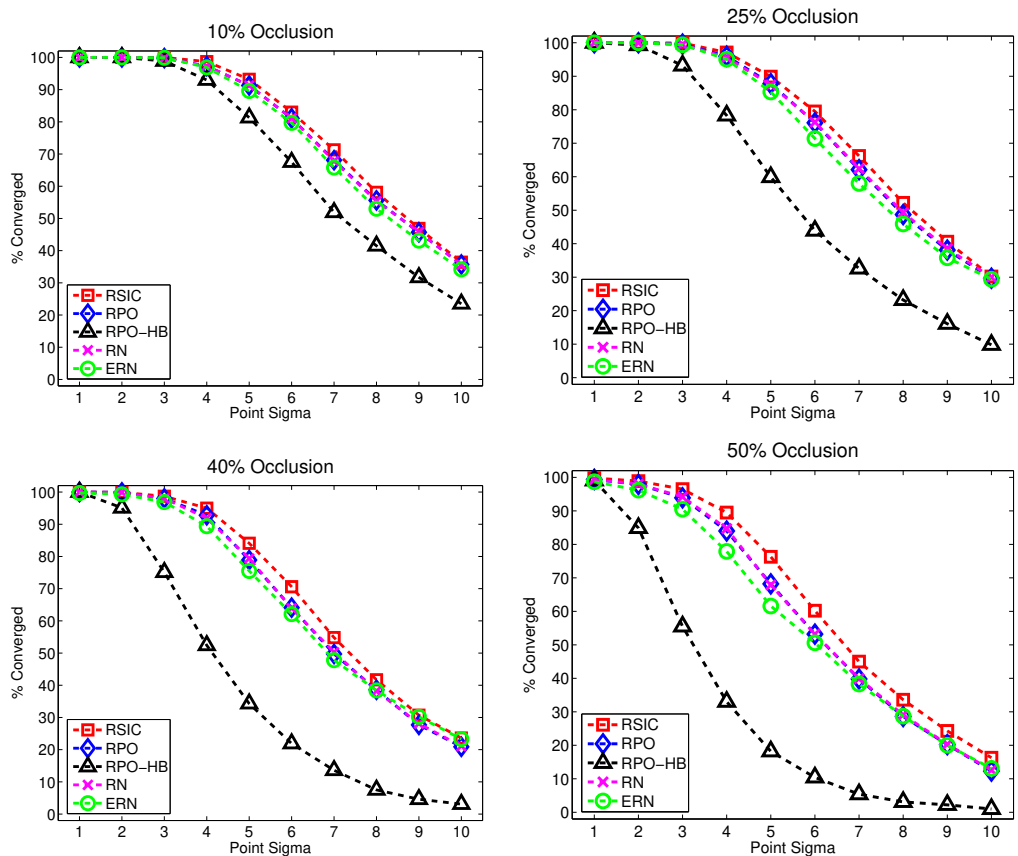 10% Occlusion
% Converged
100
90
80
70
60
50
40
30
20
10
0
RSIC
RPO
RPO-HB
RN
ERN
1 2 3 4 5 6 7 8 9 10
Point Sigma
25% Occlusion
% Converged
100
90
80
70
60
50
40
30
20
10
0
RSIC
RPO
RPO-HB
RN
ERN
1 2 3 4 5 6 7 8 9 10
Point Sigma
40% Occlusion
% Converged
100
90
80
70
60
50
40
30
20
10
0
RSIC
RPO
RPO-HB
RN
ERN
1 2 3 4 5 6 7 8 9 10
Point Sigma
50% Occlusion
% Converged
100
90
80
70
60
50
40
30
20
10
0
RSIC
RPO
RPO-HB
RN
ERN
1 2 3 4 5 6 7 8 9 10
Point Sigma